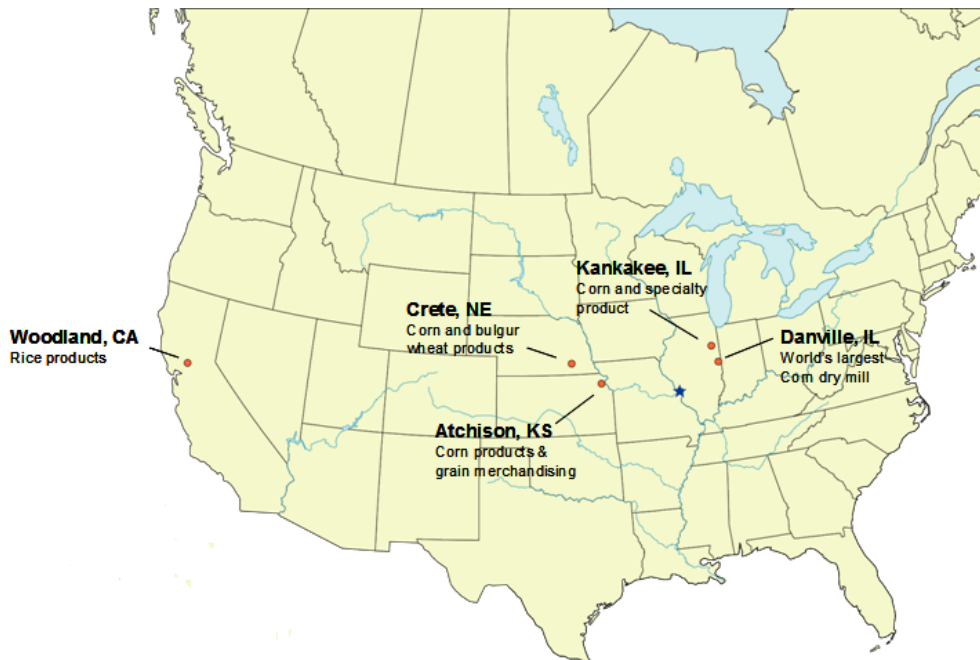 Kankakee, IL
Corn and specialty
product
Crete, NE
Corn and bulgur
wheat products
Woodland, CA
Rice products
Danville, IL
World's largest
Corn dry mill
Atchison, KS
Corn products &
grain merchandising